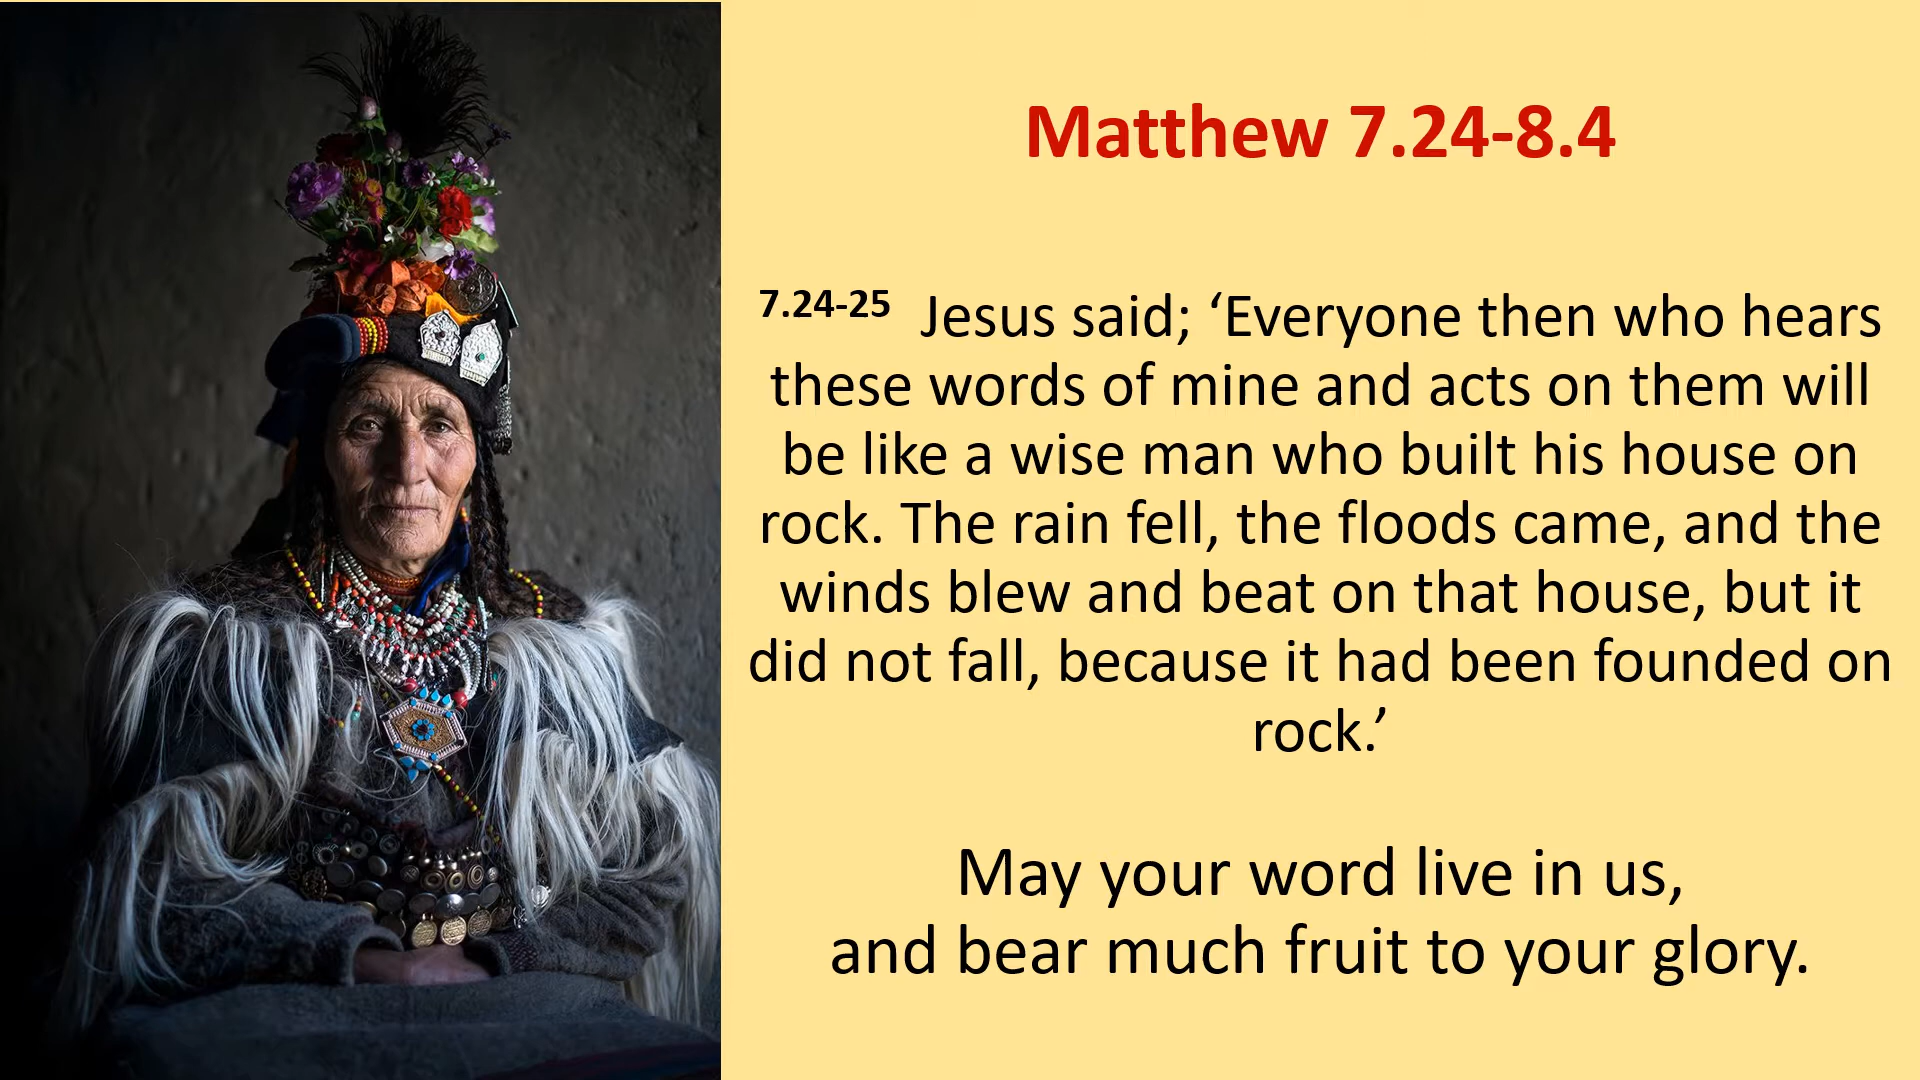 Matthew 7.24-8.4
7.24-25 Jesus said; ‘Everyone then who hears
these words of mine and acts on them will
be like a wise man who built his house on
rock. The rain fell, the floods came, and the
winds blew and beat on that house, but it
did not fall, because it had been founded on
rock.’
May your word live in us,
and bear much fruit to your glory.